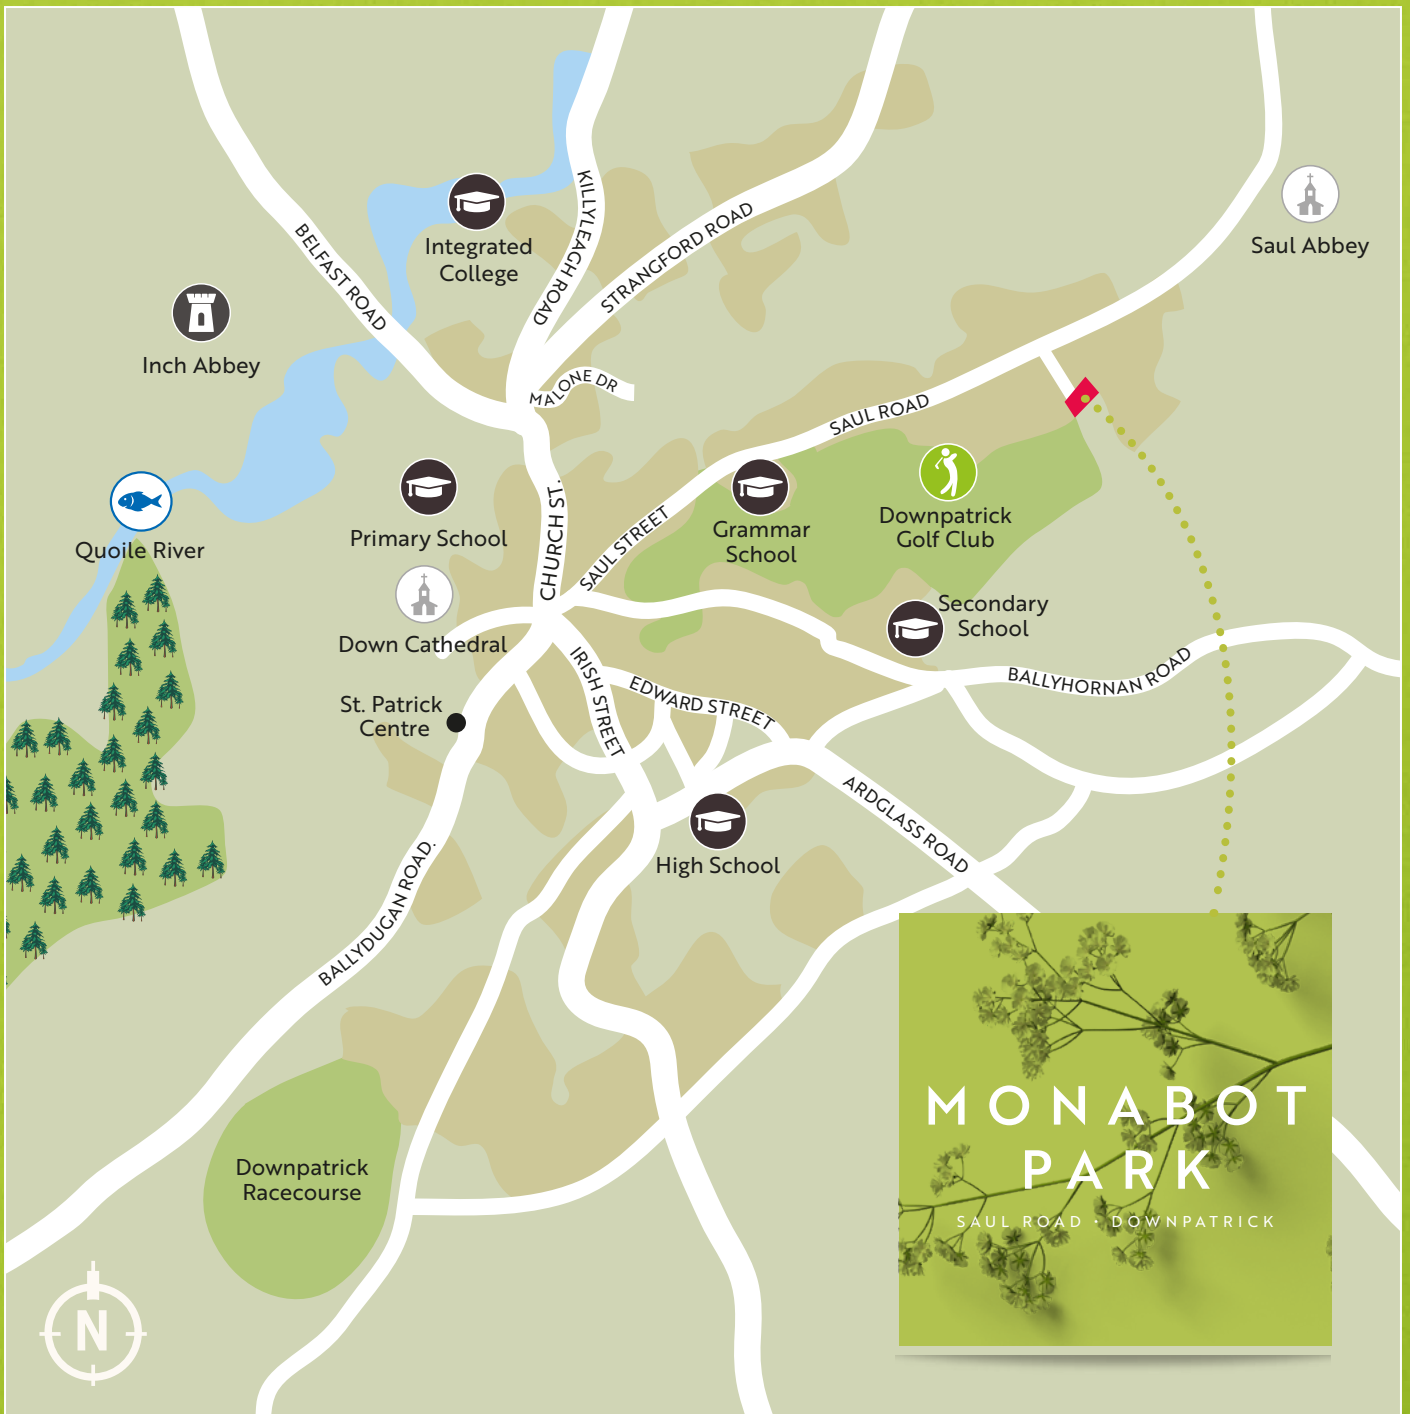 KILLYLEAGH ROAD
BELFAST ROAD
STRANGFORD ROAD
Integrated
College
Saul Abbey
Inch Abbey
MALONE DR
SAUL ROAD
Quoile River
Primary School
CHURCH ST.
SAUL STREET
Grammar
School
Downpatrick
Golf Club
Secondary
School
Down Cathedral
IRISH STREET
EDWARD STREET
BALLYHORNAN ROAD
St. Patrick
Centre
ARDGLASS ROAD
High School
BALLYDUGAN ROAD.
Downpatrick
Racecourse
MONABOT
PARK
SAUL ROAD · DOWNPATRICK
N